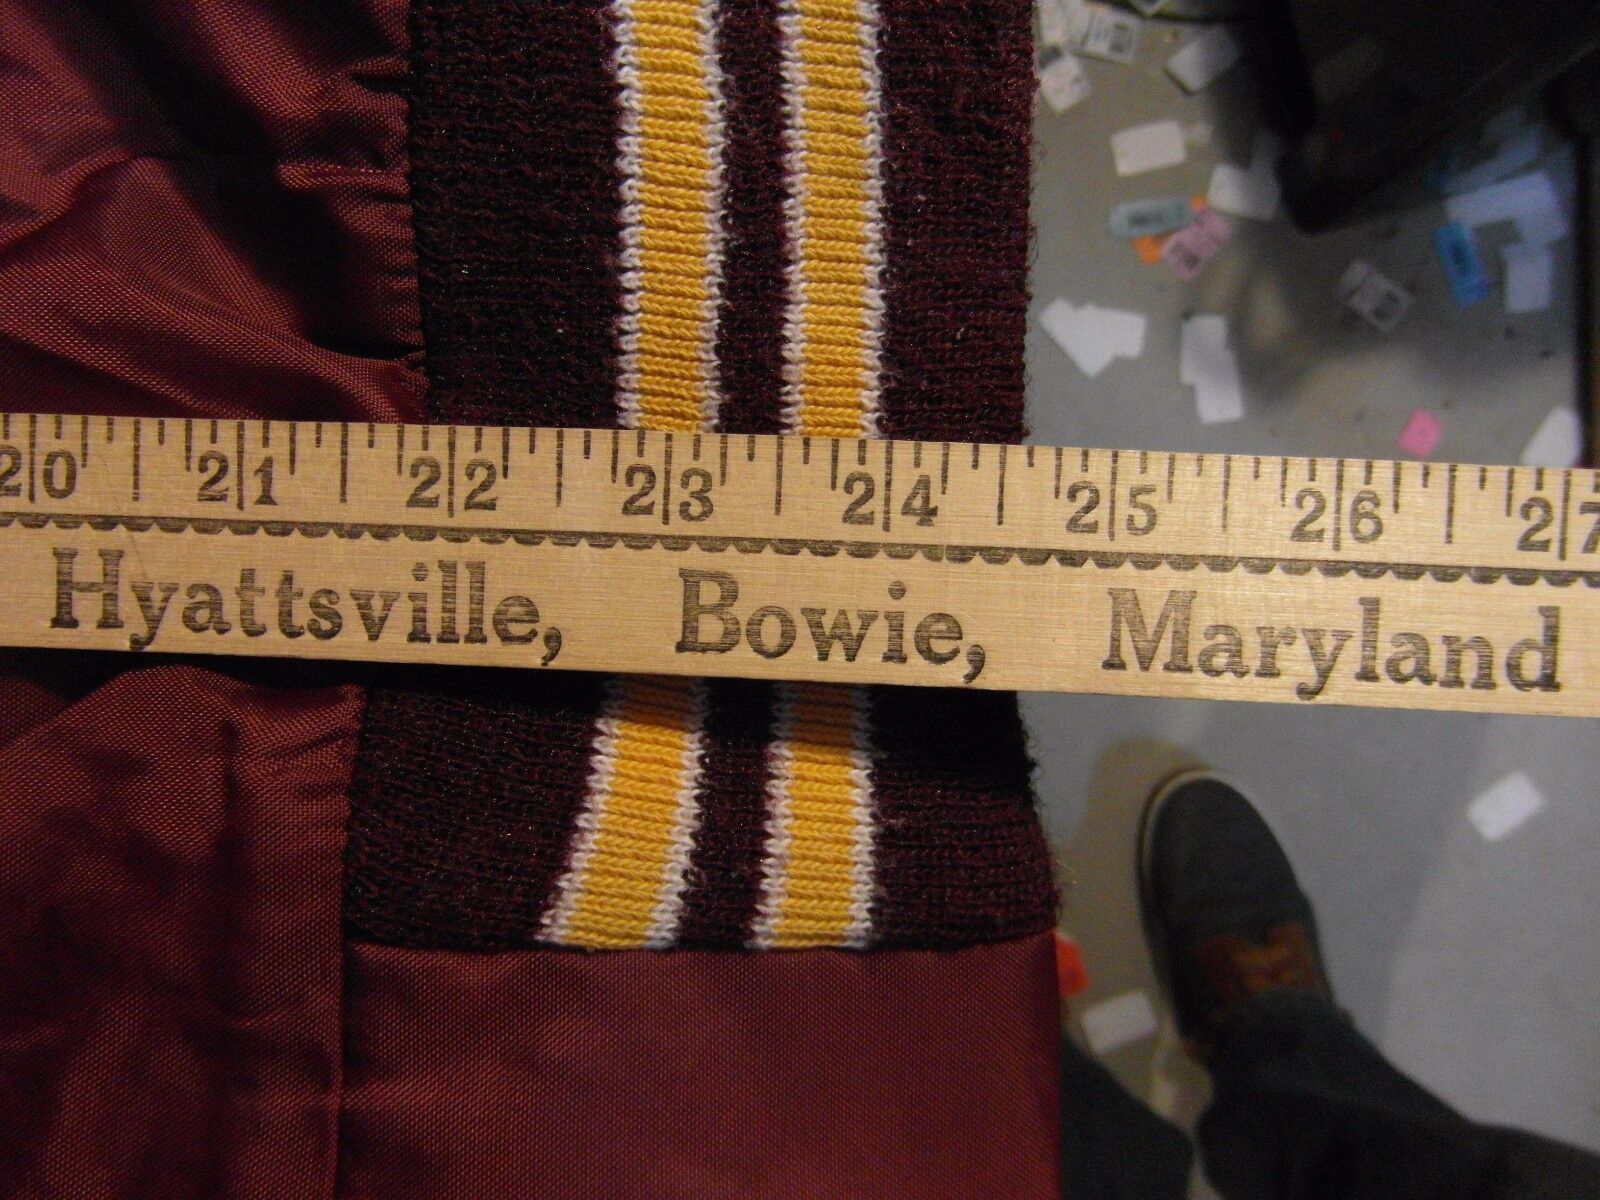 20 21 22 23 24 25 26 27
Hyattsville, Bowie, Maryland